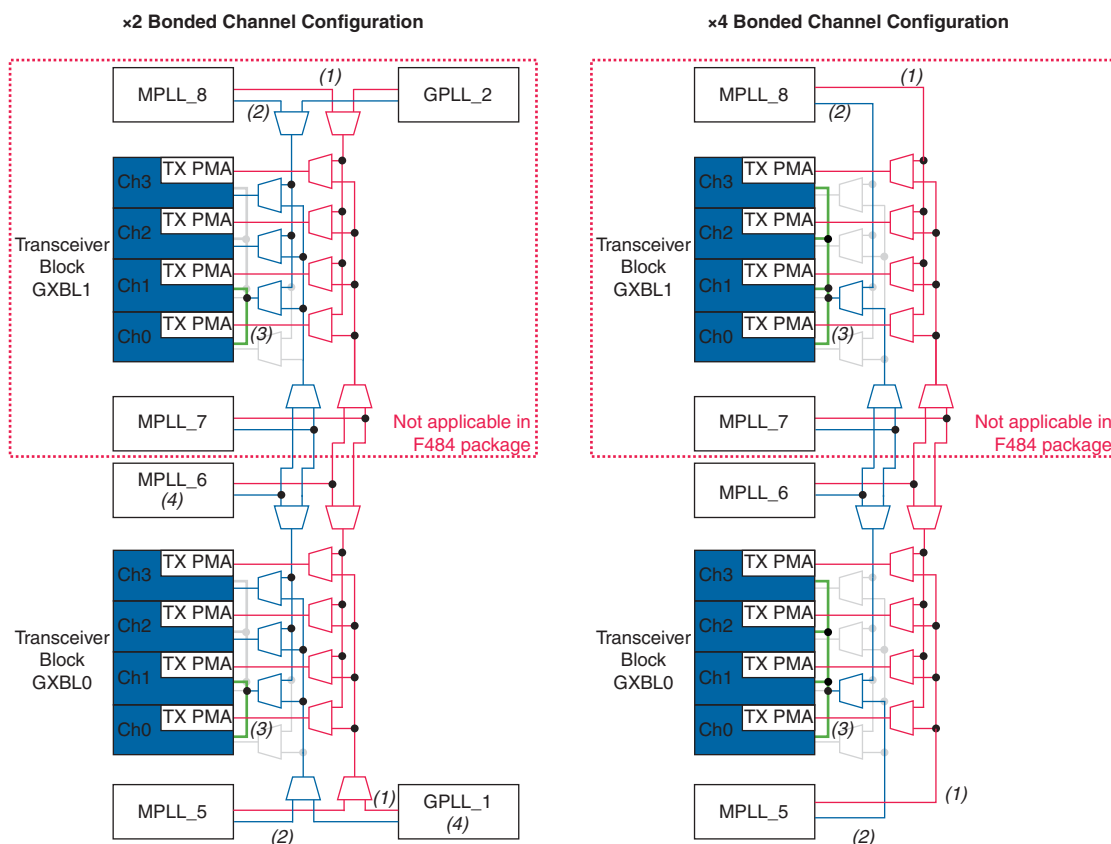 ×2 Bonded Channel Configuration
(1)
MPLL_8
(2)
GPLL_2
TX PMA
Ch3
TX PMA
Ch2
Transceiver
Block
GXBL1
TX PMA
Ch1
TX PMA
Ch0
(3)
MPLL_7
Not applicable in
F484 package
MPLL_6
(4)
TX PMA
Ch3
TX PMA
Ch2
Transceiver
Block
GXBL0
TX PMA
Ch1
TX PMA
Ch0
(3)
MPLL_5
(1)
(2)
GPLL_1
(4)
×4 Bonded Channel Configuration
(1)
MPLL_8
(2)
TX PMA
Ch3
TX PMA
Ch2
Transceiver
Block
GXBL1
TX PMA
Ch1
TX PMA
Ch0
(3)
MPLL_7
Not applicable in
F484 package
MPLL_6
TX PMA
Ch3
TX PMA
Ch2
Transceiver
Block
GXBL0
TX PMA
Ch1
TX PMA
Ch0
(3)
MPLL_5
(1)
(2)